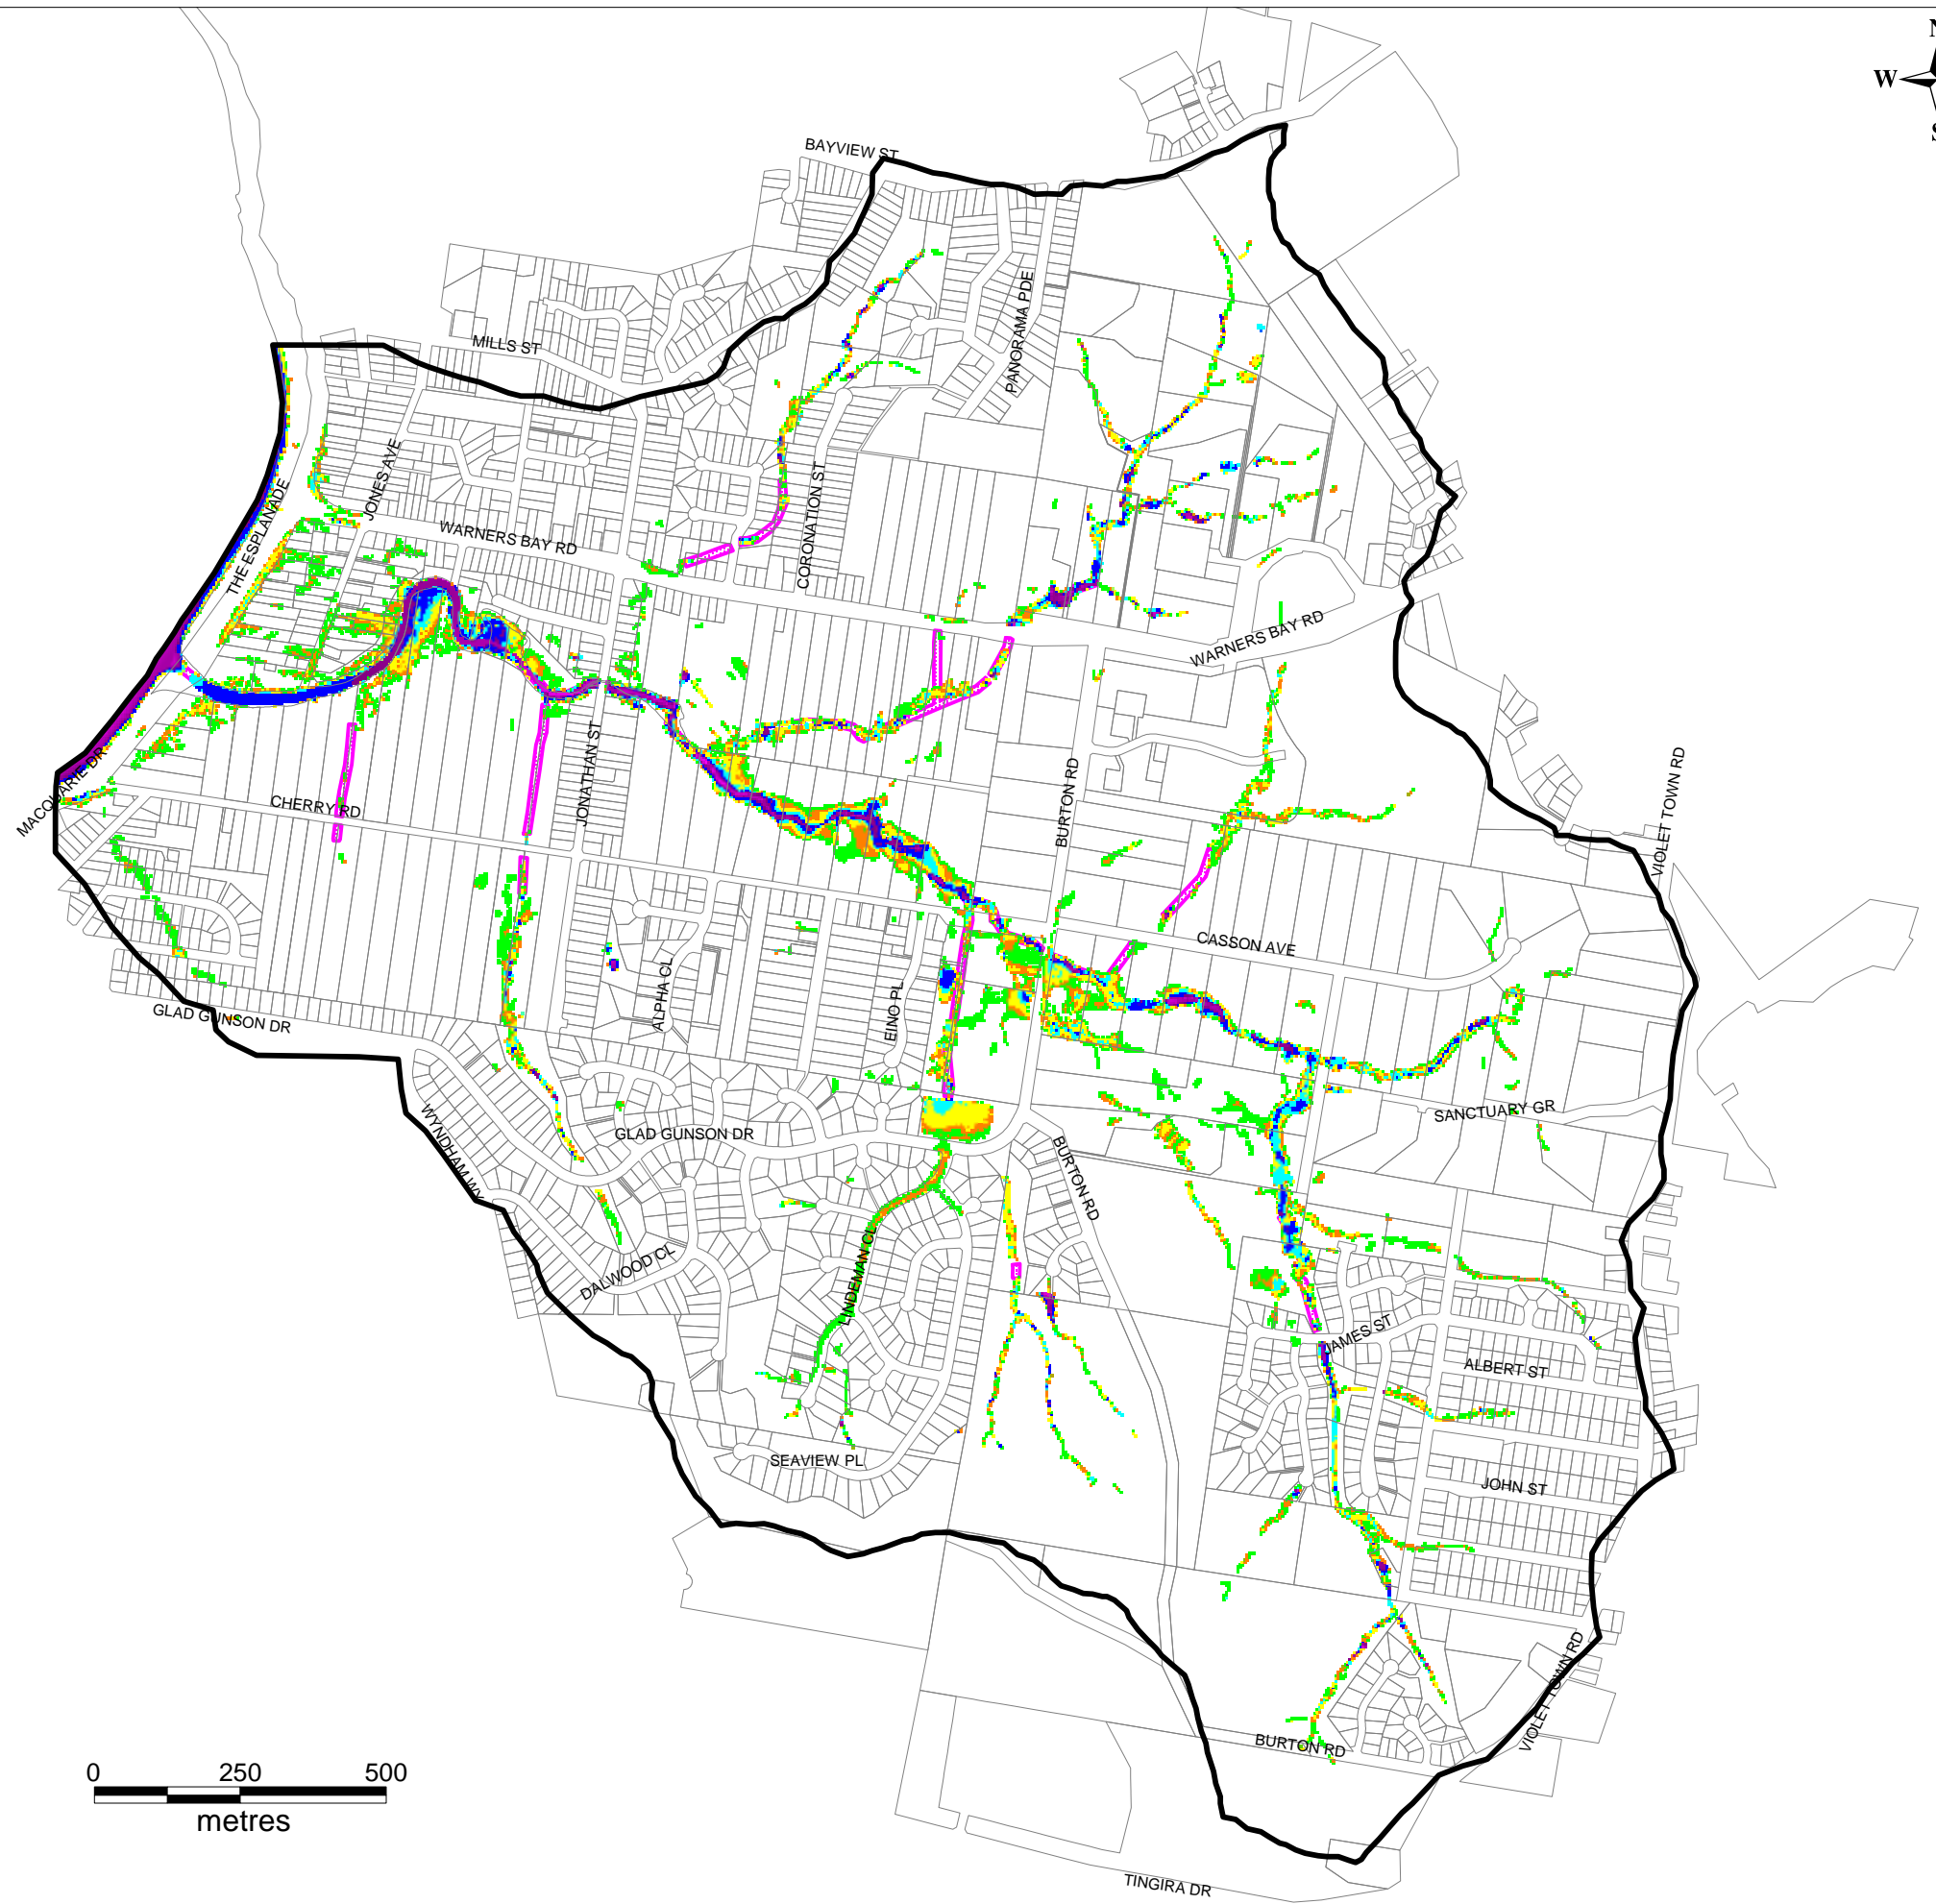 N
W
S
BAYVIEW ST
PANORAMA PDE
MILLS ST
JONES AVE
THE ESPLANADE
WARNERS BAY RD
CORONATION ST
WARNERS BAY RD
VIOLET TOWN RD
MACQUARIE DR
CHERRY RD
JONATHAN ST
BURTON RD
CASSON AVE
ALPHA CL
EINO PL
GLAD GUNSON DR
SANCTUARY GR
WYNDHAM WY
GLAD GUNSON DR
BURTON RD
DALWOOD CL
LINDEMAN CL
JAMES ST
ALBERT ST
SEAVIEW PL
JOHN ST
VIOLET TOWN RD
BURTON RD
0 250 500
metres
TINGIRA DR